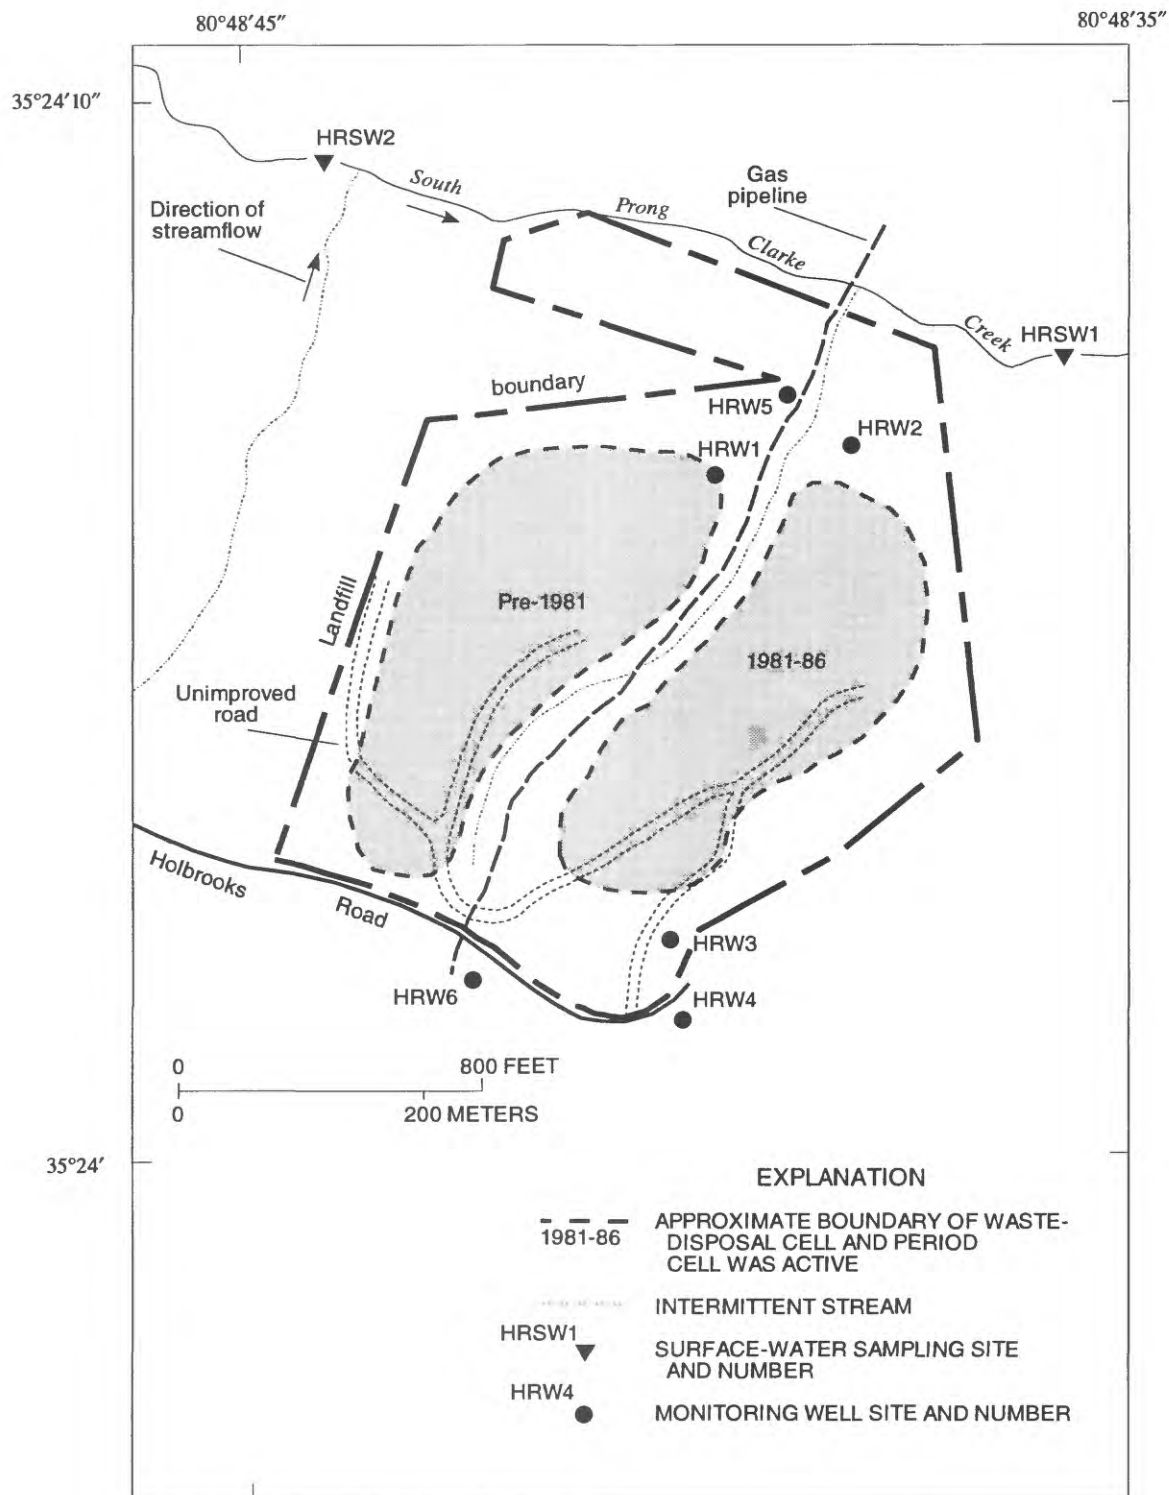 80°48′45″
80°48′35″
35°24′10″
HRSW2
South
Prong
Clarke
Creek
Gas
pipeline
Direction of
streamflow
HRSW1
boundary
HRW5
HRW2
HRW1
Landfill
Pre-1981
1981-86
Unimproved
road
Holbrooks
Road
HRW3
HRW6
HRW4
0
800 FEET
0
200 METERS
35°24′
EXPLANATION
1981-86
APPROXIMATE BOUNDARY OF WASTE-
DISPOSAL CELL AND PERIOD
CELL WAS ACTIVE
INTERMITTENT STREAM
HRSW1
SURFACE-WATER SAMPLING SITE
AND NUMBER
HRW4
MONITORING WELL SITE AND NUMBER